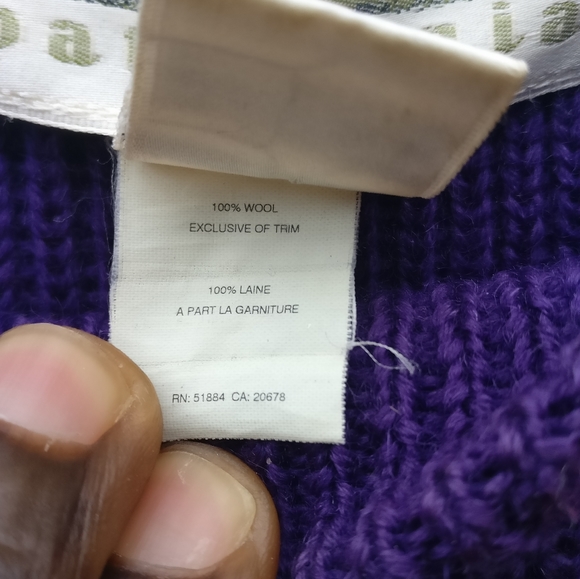 100% WOOL
EXCLUSIVE OF TRIM
100% LAINE
A PART LA GARNITURE
RN: 51884 CA: 20678